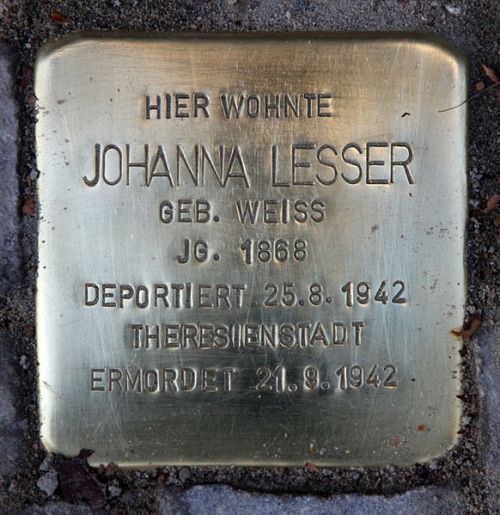 HIER WOHNTE
JOHANNA LESSER
GEB. WEISS
JG. 1868
DEPORTIERT 25.8.1942
THERESIENSTADT
ERMORDET 21.9.1942